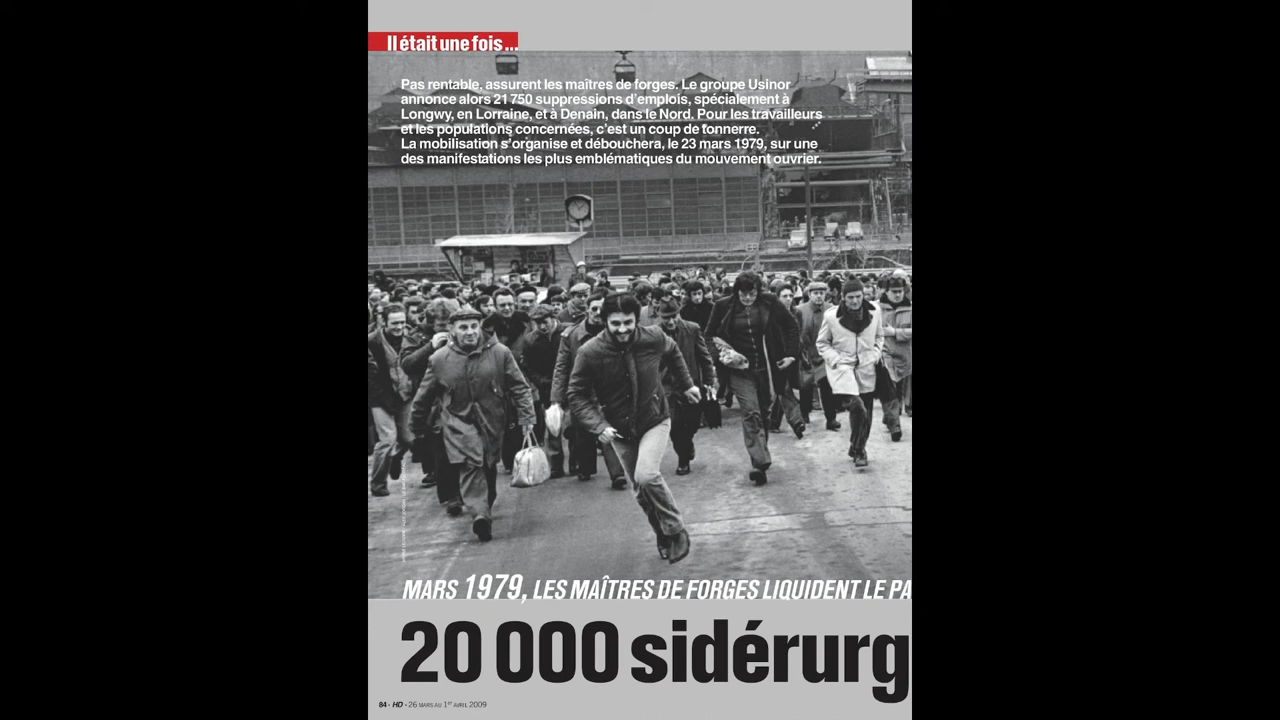 Il était une fois...
Pas rentable, assurent les maîtres de forges. Le groupe Usinor
annonce alors 21 750 suppressions d'emplois, spécialement à
Longwy, en Lorraine, et à Denain, dans le Nord. Pour les travailleurs
et les populations concernées, c'est un coup de tonnerre.
La mobilisation s'organise et débouchera, le 23 mars 1979, sur une
des manifestations les plus emblématiques du mouvement ouvrier.
MARS 1979, LES MAÎTRES DE FORGES LIQUIDENT LE PA
20 000 sidérurg
84 - HD - 26 MARS AU 1er AVRIL 2009